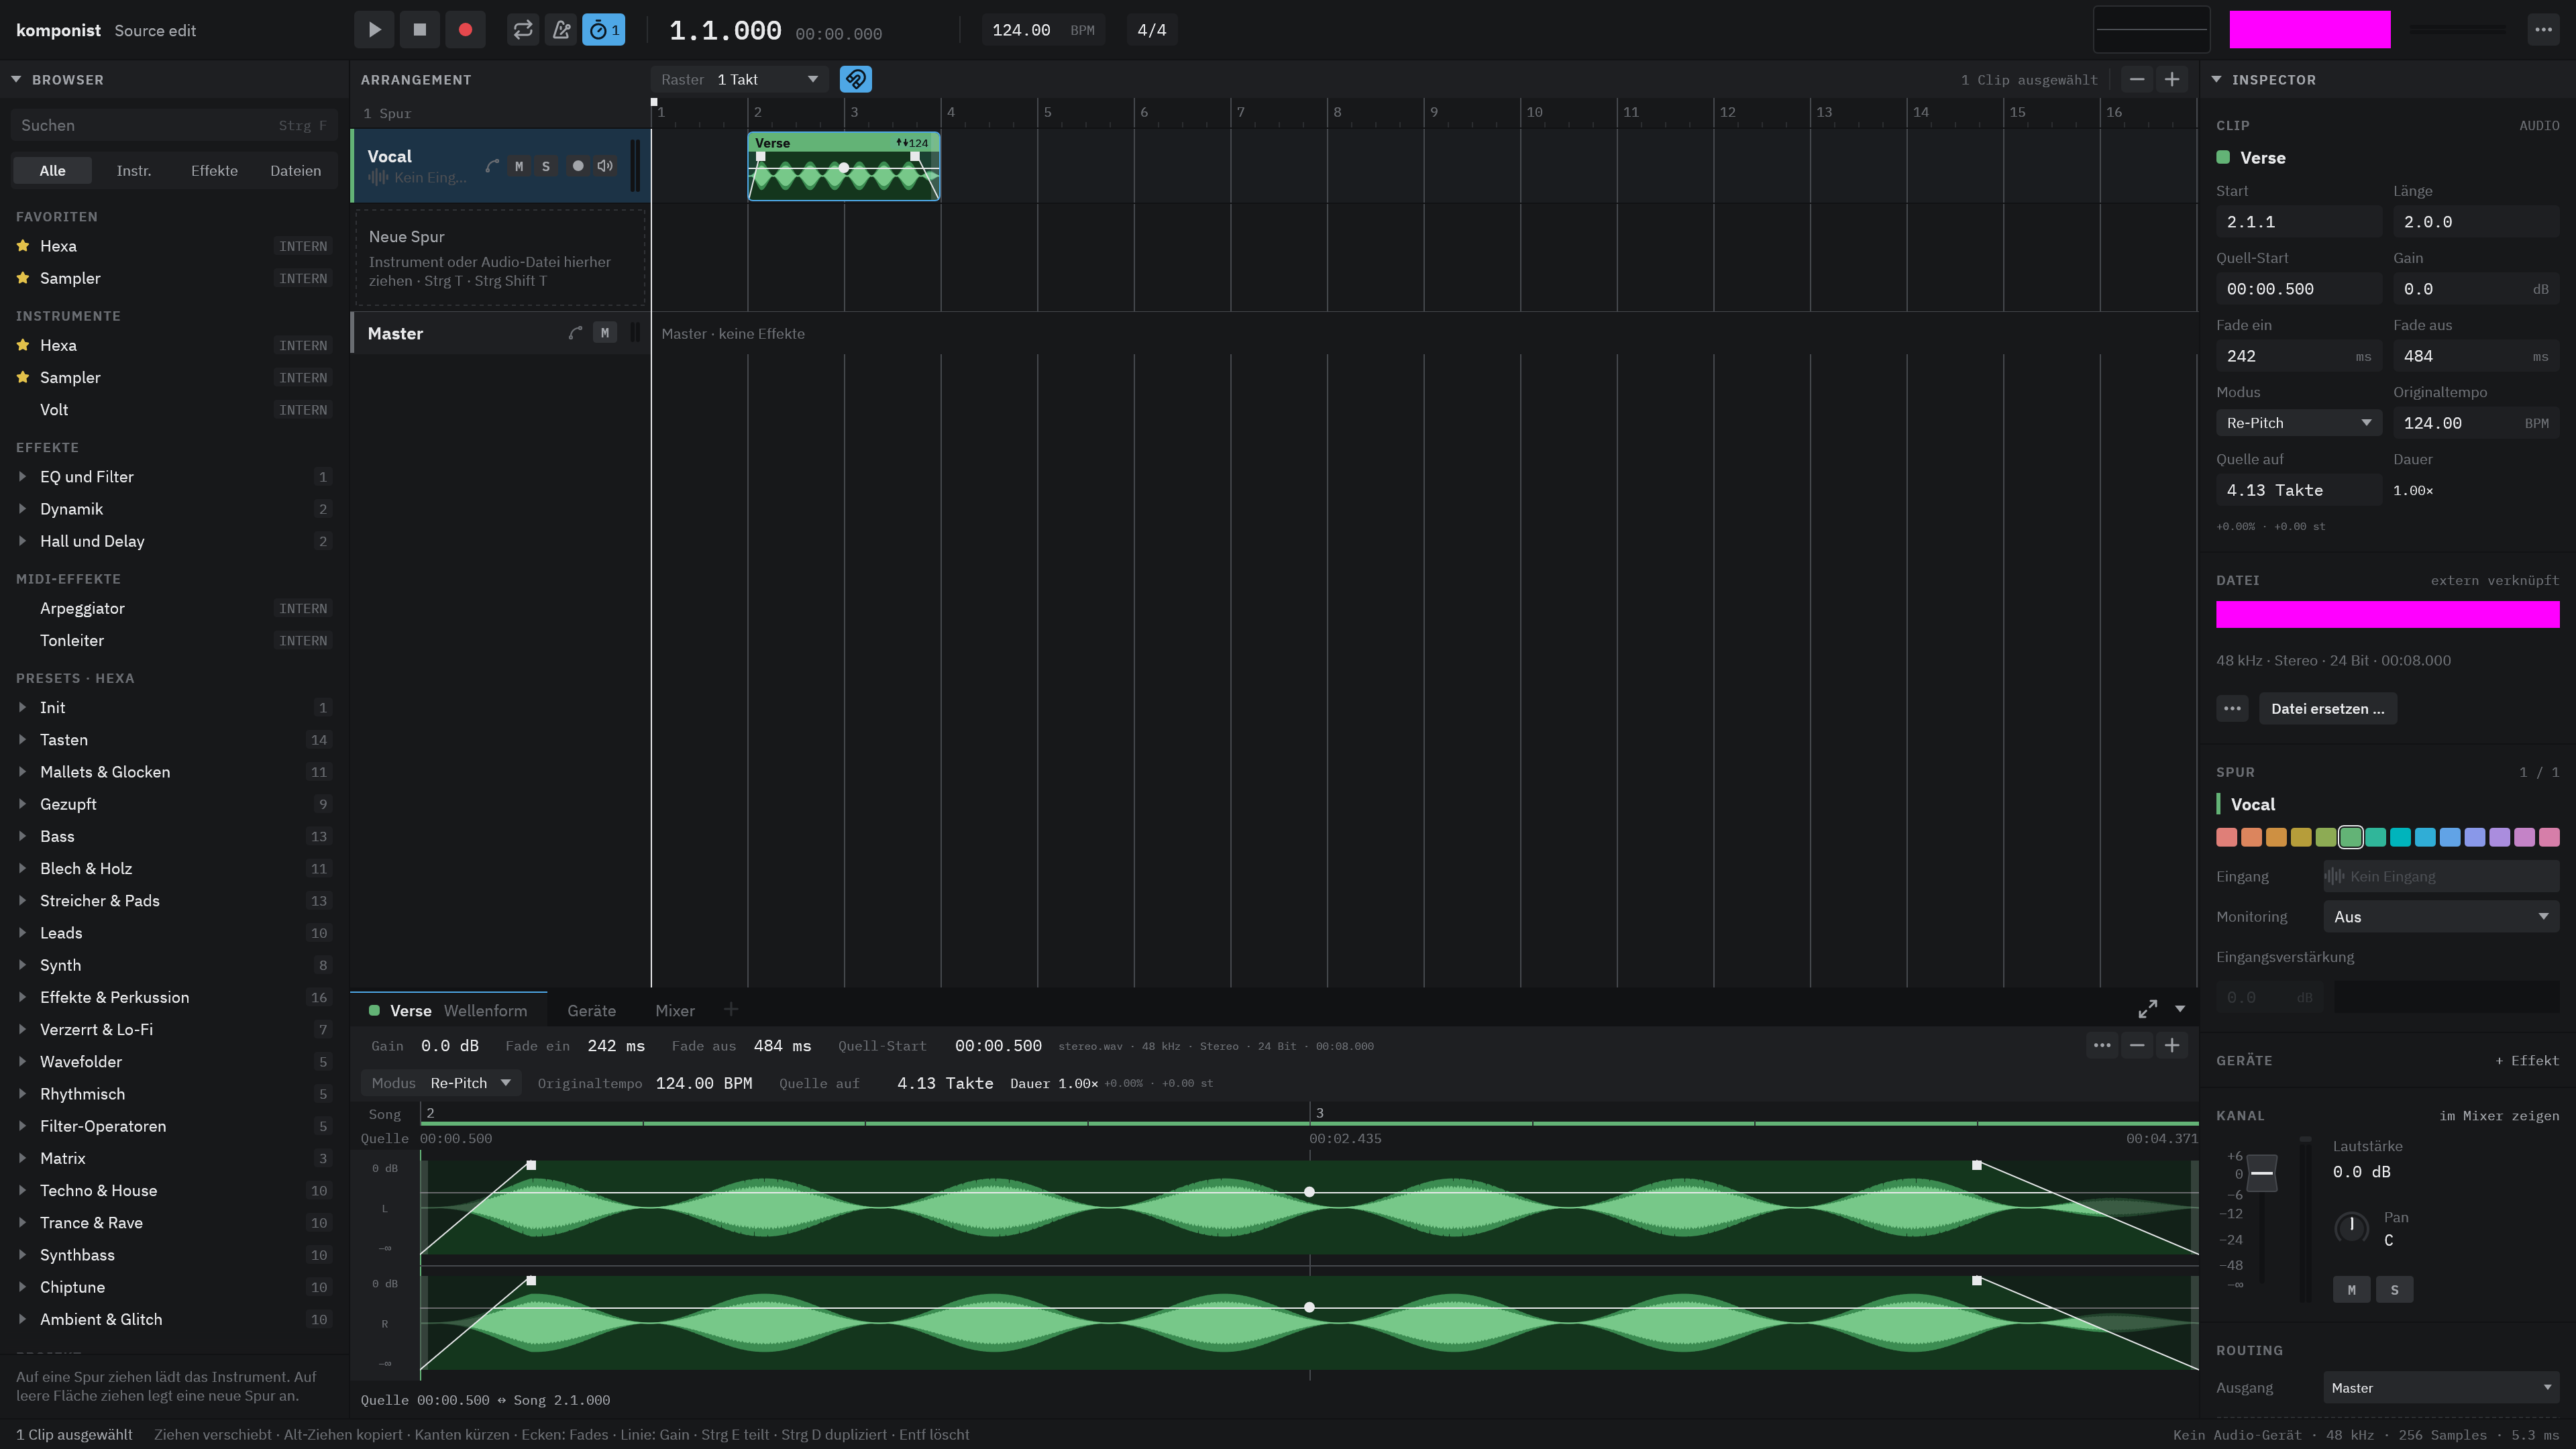 komponist Source edit
1
1.1.000 00:00.000
124.00 BPM
4/4
BROWSER
Suchen Strg F
Alle Instr. Effekte Dateien
FAVORITEN
Hexa INTERN
Sampler INTERN
INSTRUMENTE
Hexa INTERN
Sampler INTERN
Volt INTERN
EFFEKTE
EQ und Filter 1
Dynamik 2
Hall und Delay 2
MIDI-EFFEKTE
Arpeggiator INTERN
Tonleiter INTERN
PRESETS · HEXA
Init 1
Tasten 14
Mallets & Glocken 11
Gezupft 9
Bass 13
Blech & Holz 11
Streicher & Pads 13
Leads 10
Synth 8
Effekte & Perkussion 16
Verzerrt & Lo-Fi 7
Wavefolder 5
Rhythmisch 5
Filter-Operatoren 5
Matrix 3
Techno & House 10
Trance & Rave 10
Synthbass 10
Chiptune 10
Ambient & Glitch 10
Auf eine Spur ziehen lädt das Instrument. Auf
leere Fläche ziehen legt eine neue Spur an.
ARRANGEMENT
Raster 1 Takt
1 Clip ausgewählt
1 Spur
1 2 3 4 5 6 7 8 9 10 11 12 13 14 15 16
Vocal
Kein Eing...
M S
Verse 124
Neue Spur
Instrument oder Audio-Datei hierher
ziehen · Strg T · Strg Shift T
Master M
Master · keine Effekte
Verse Wellenform Geräte Mixer
Gain 0.0 dB Fade ein 242 ms Fade aus 484 ms Quell-Start 00:00.500 stereo.wav · 48 kHz · Stereo · 24 Bit · 00:08.000
Modus Re-Pitch Originaltempo 124.00 BPM Quelle auf 4.13 Takte Dauer 1.00× +0.00% · +0.00 st
Song 2 3
Quelle 00:00.500 00:02.435 00:04.371
0 dB
L
−∞
0 dB
R
−∞
Quelle 00:00.500 ↔ Song 2.1.000
INSPECTOR
CLIP AUDIO
Verse
Start Länge
2.1.1 2.0.0
Quell-Start Gain
00:00.500 0.0 dB
Fade ein Fade aus
242 ms 484 ms
Modus Originaltempo
Re-Pitch 124.00 BPM
Quelle auf Dauer
4.13 Takte 1.00×
+0.00% · +0.00 st
DATEI extern verknüpft
48 kHz · Stereo · 24 Bit · 00:08.000
Datei ersetzen ...
SPUR 1 / 1
Vocal
Eingang Kein Eingang
Monitoring Aus
Eingangsverstärkung
0.0 dB
GERÄTE + Effekt
KANAL im Mixer zeigen
+6
0
−6
−12
−24
−48
−∞
Lautstärke
0.0 dB
Pan
C
M S
ROUTING
Ausgang Master
1 Clip ausgewählt Ziehen verschiebt · Alt-Ziehen kopiert · Kanten kürzen · Ecken: Fades · Linie: Gain · Strg E teilt · Strg D dupliziert · Entf löscht
Kein Audio-Gerät · 48 kHz · 256 Samples · 5.3 ms